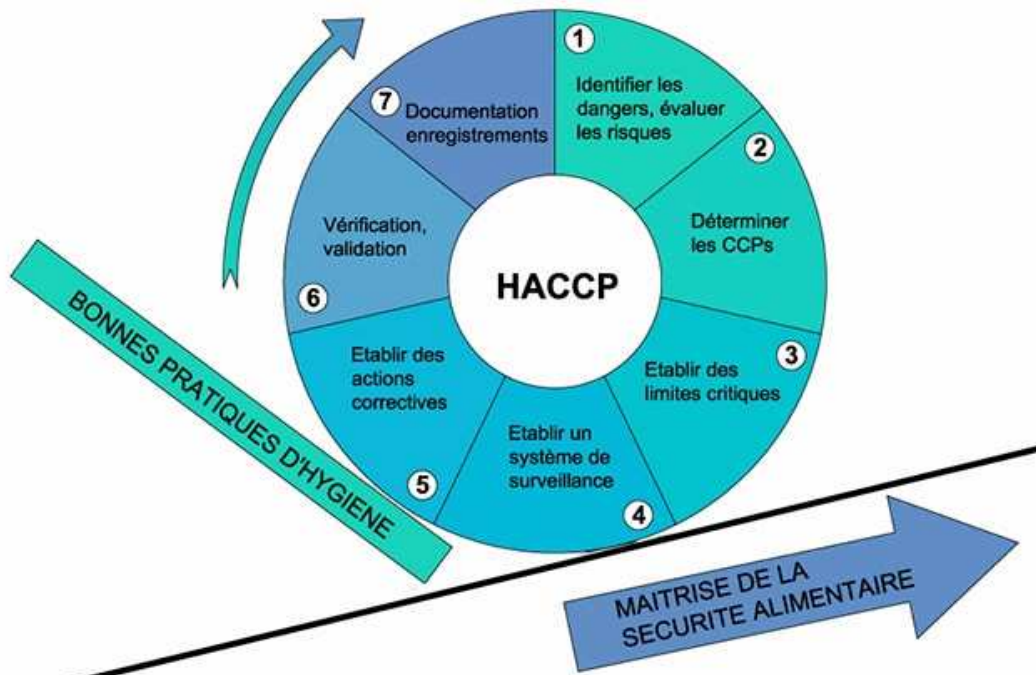 1
Identifier les
dangers, évaluer
les risques
2
Déterminer
les CCPs
3
Etablir des
limites critiques
4
Etablir un
système de
surveillance
5
Etablir des
actions
correctives
6
Vérification,
validation
7
Documentation
enregistrements
HACCP
BONNES PRATIQUES D'HYGIENE
MAITRISE DE LA
SECURITE ALIMENTAIRE